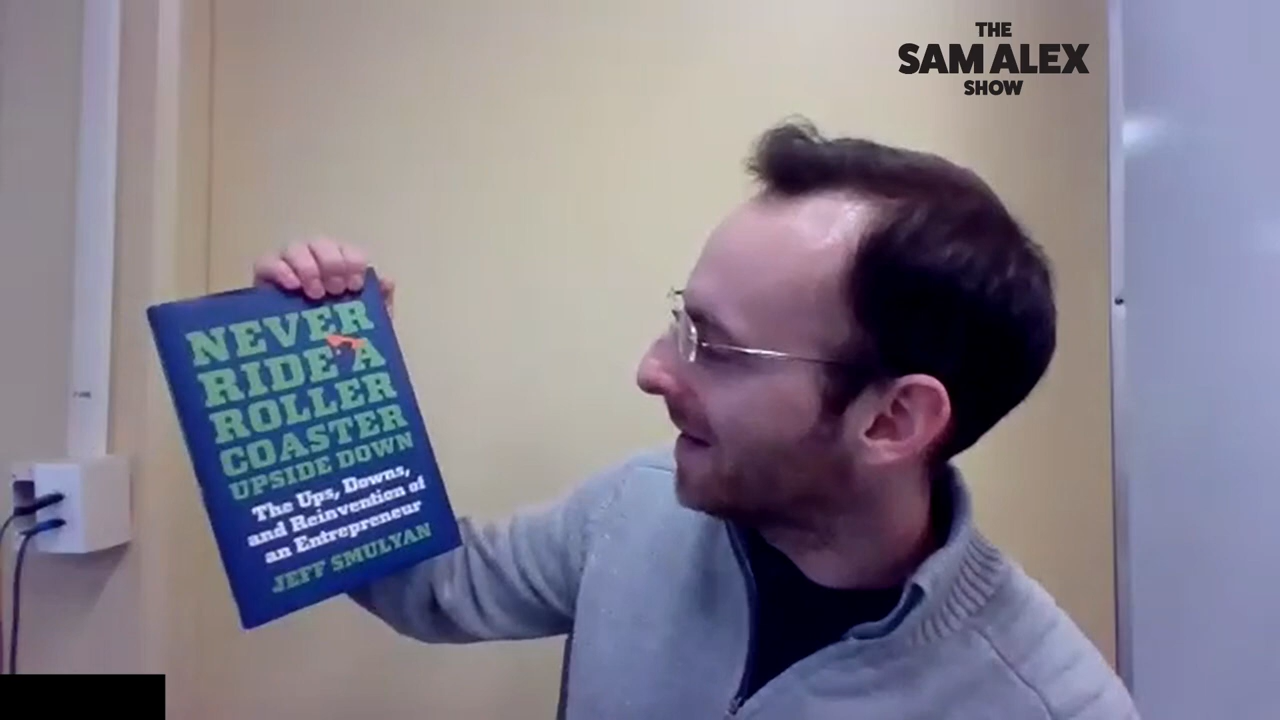 THE
SAM ALEX
SHOW
NEVER
RIDE A
ROLLER
COASTER
UPSIDE DOWN
The Ups, Downs,
and Reinvention of
an Entrepreneur
JEFF SMULYAN